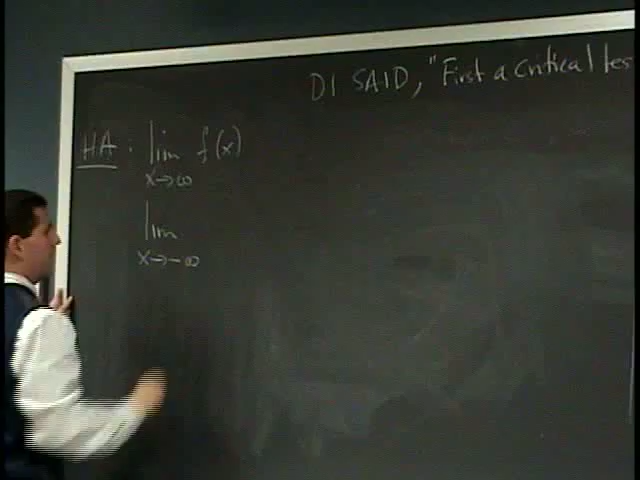 DI SAID, "First a critical tes
HA : lim f(x)
x→∞
lim
x→-∞